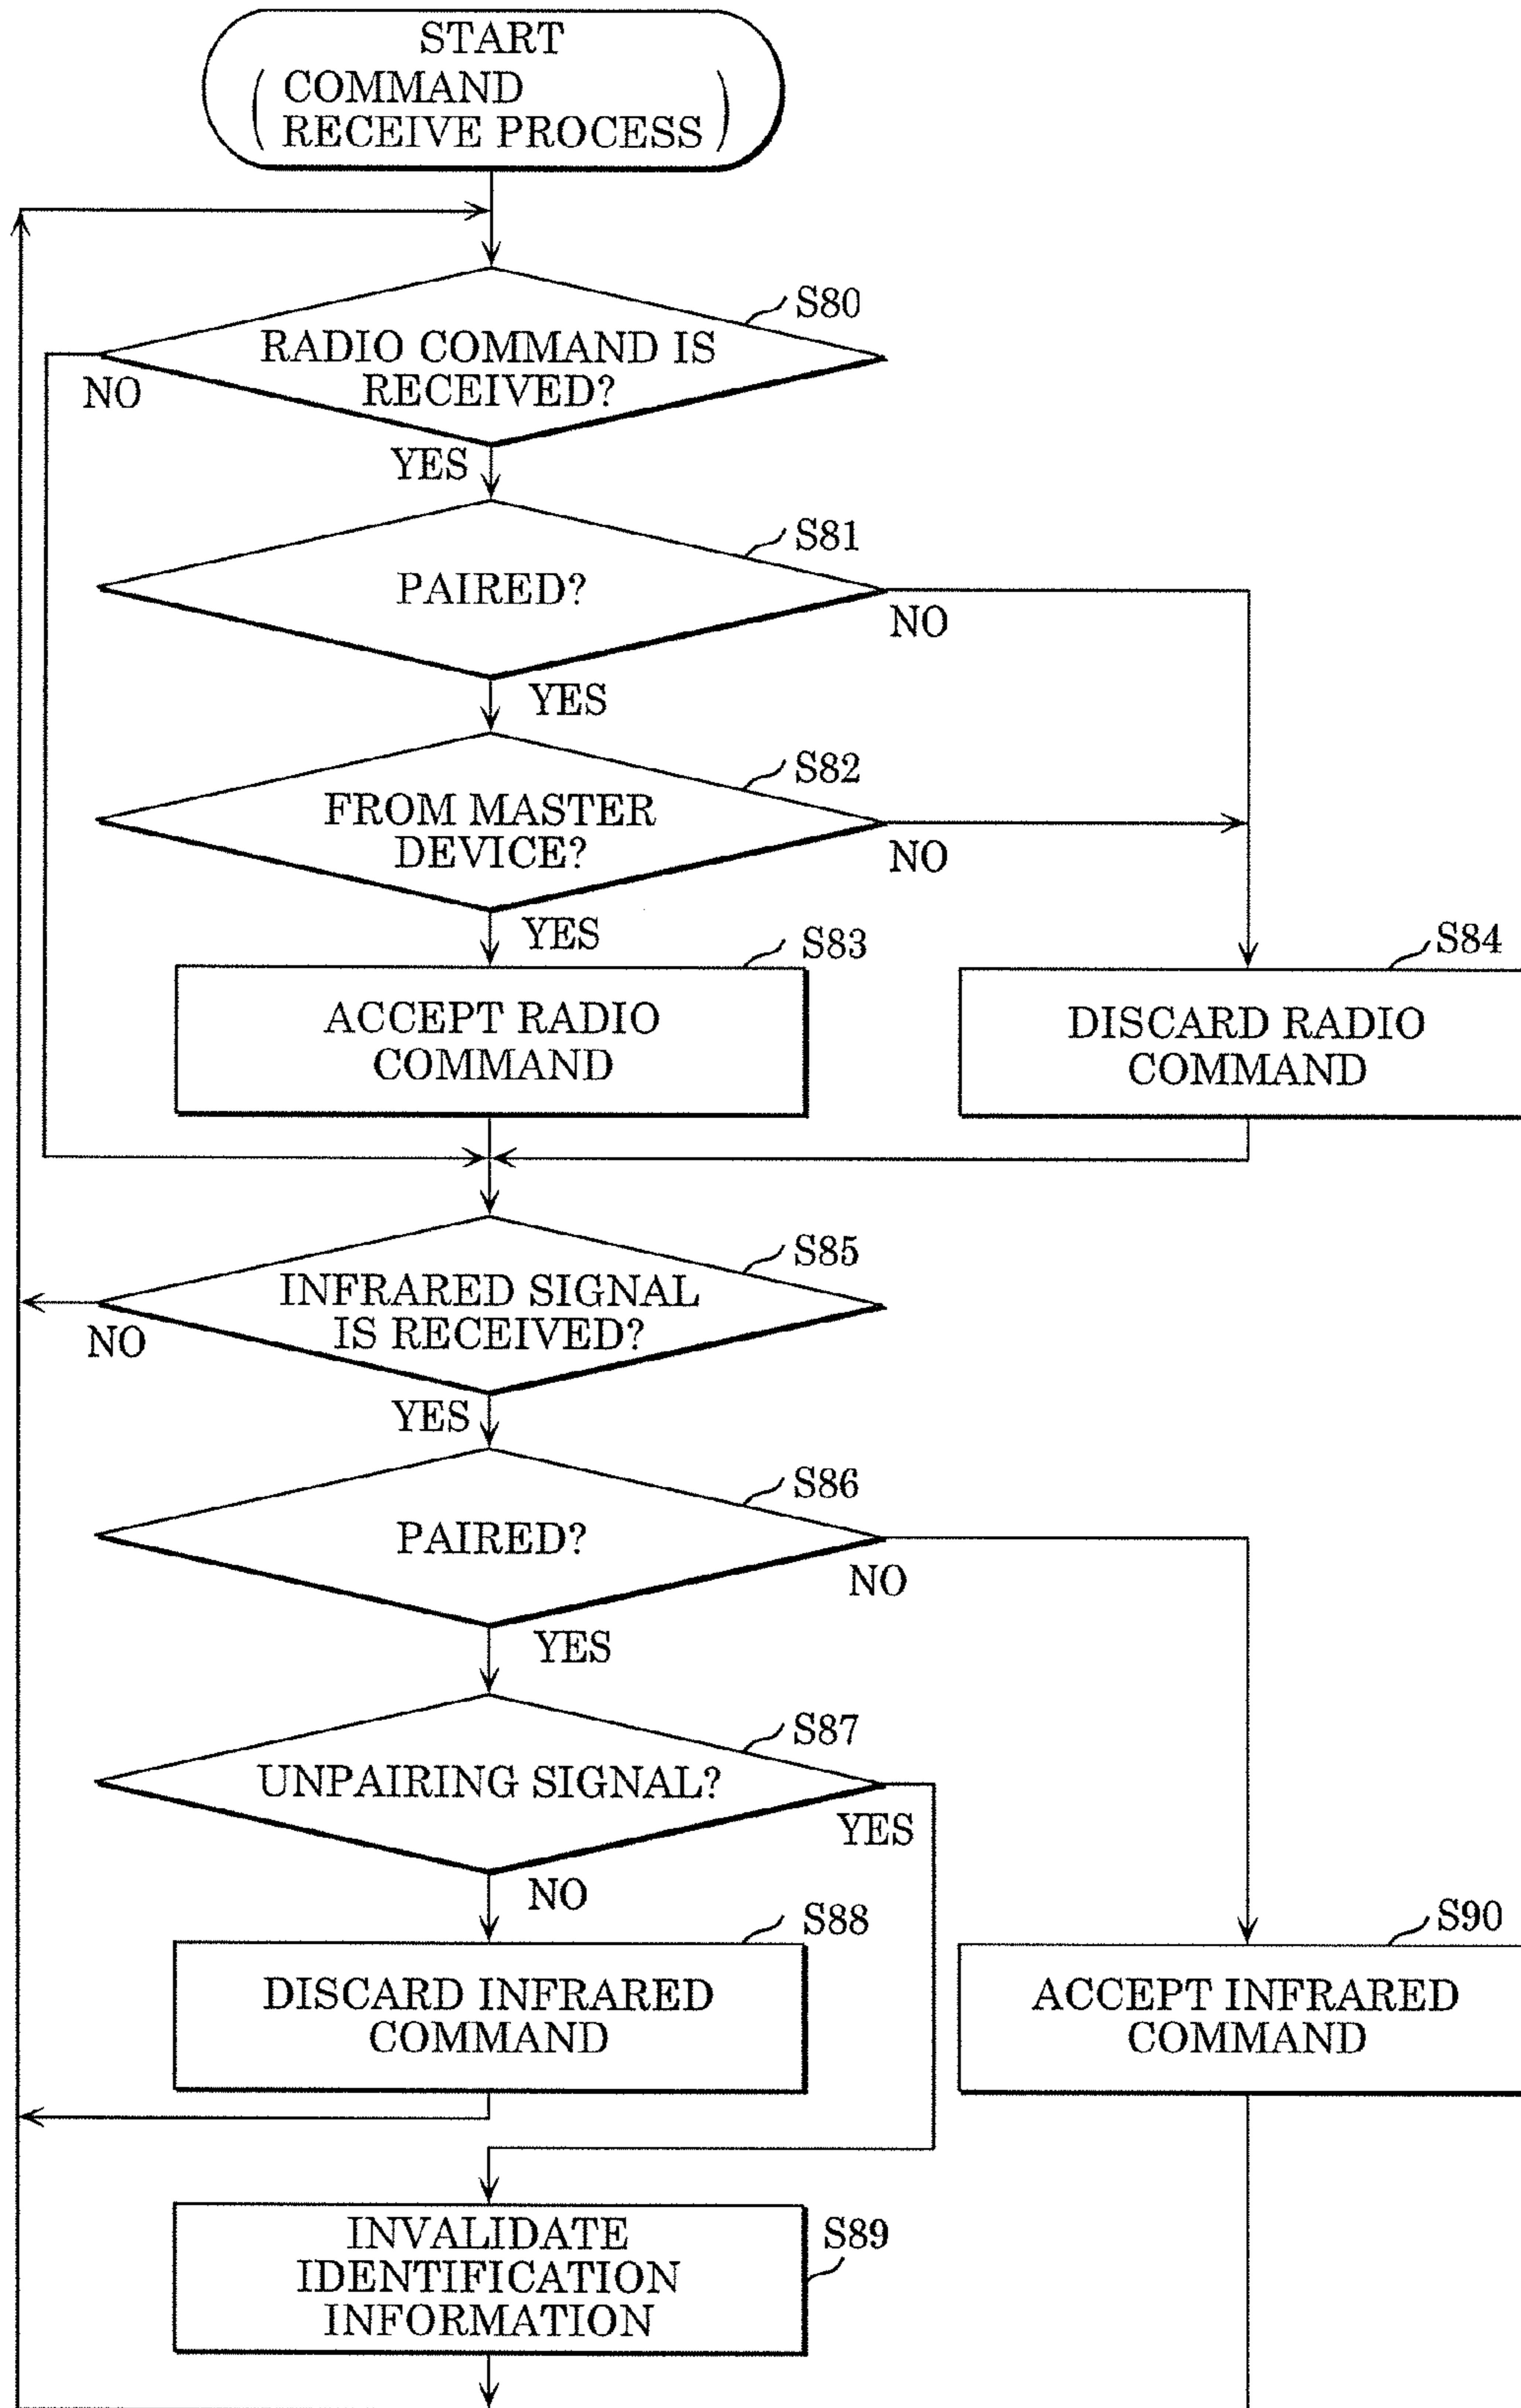 START
( COMMAND
RECEIVE PROCESS )
S80
RADIO COMMAND IS
RECEIVED?
NO
YES
S81
PAIRED?
NO
YES
S82
FROM MASTER
DEVICE?
NO
YES
S83
ACCEPT RADIO
COMMAND
S84
DISCARD RADIO
COMMAND
S85
INFRARED SIGNAL
IS RECEIVED?
NO
YES
S86
PAIRED?
NO
YES
S87
UNPAIRING SIGNAL?
YES
NO
S88
DISCARD INFRARED
COMMAND
S90
ACCEPT INFRARED
COMMAND
S89
INVALIDATE
IDENTIFICATION
INFORMATION